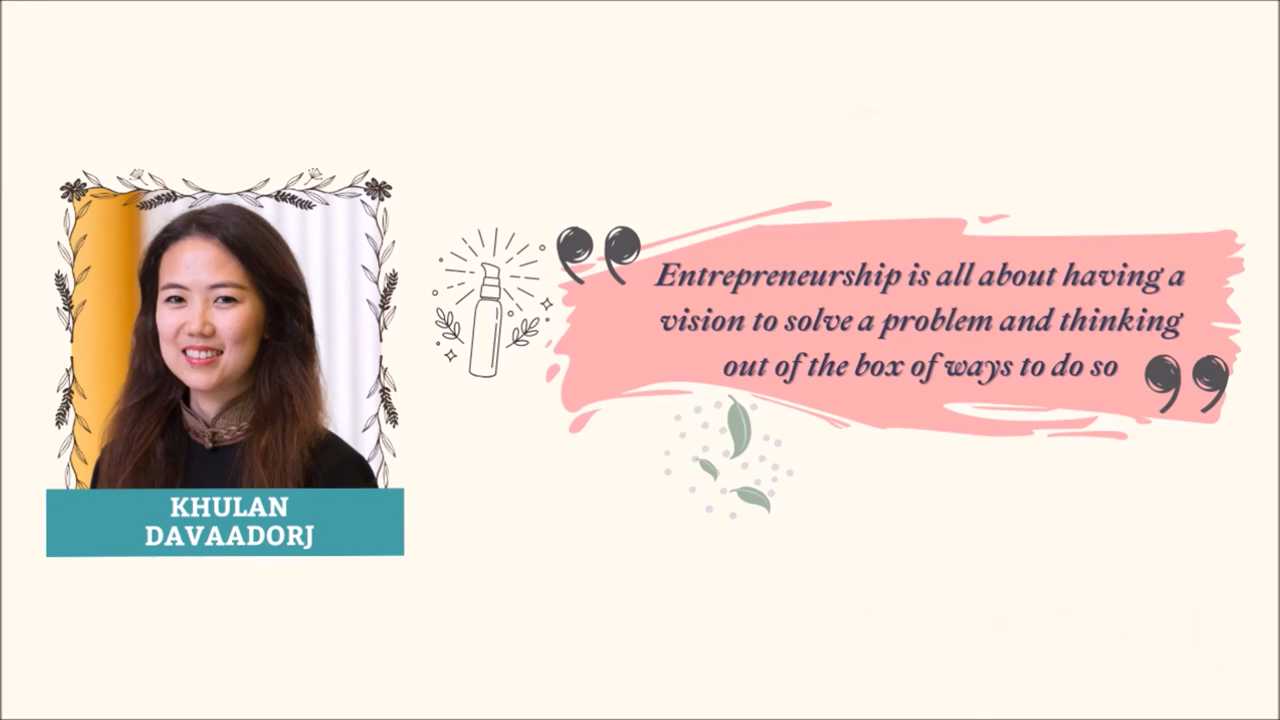 KHULAN
DAVAADORJ
Entrepreneurship is all about having a
vision to solve a problem and thinking
out of the box of ways to do so